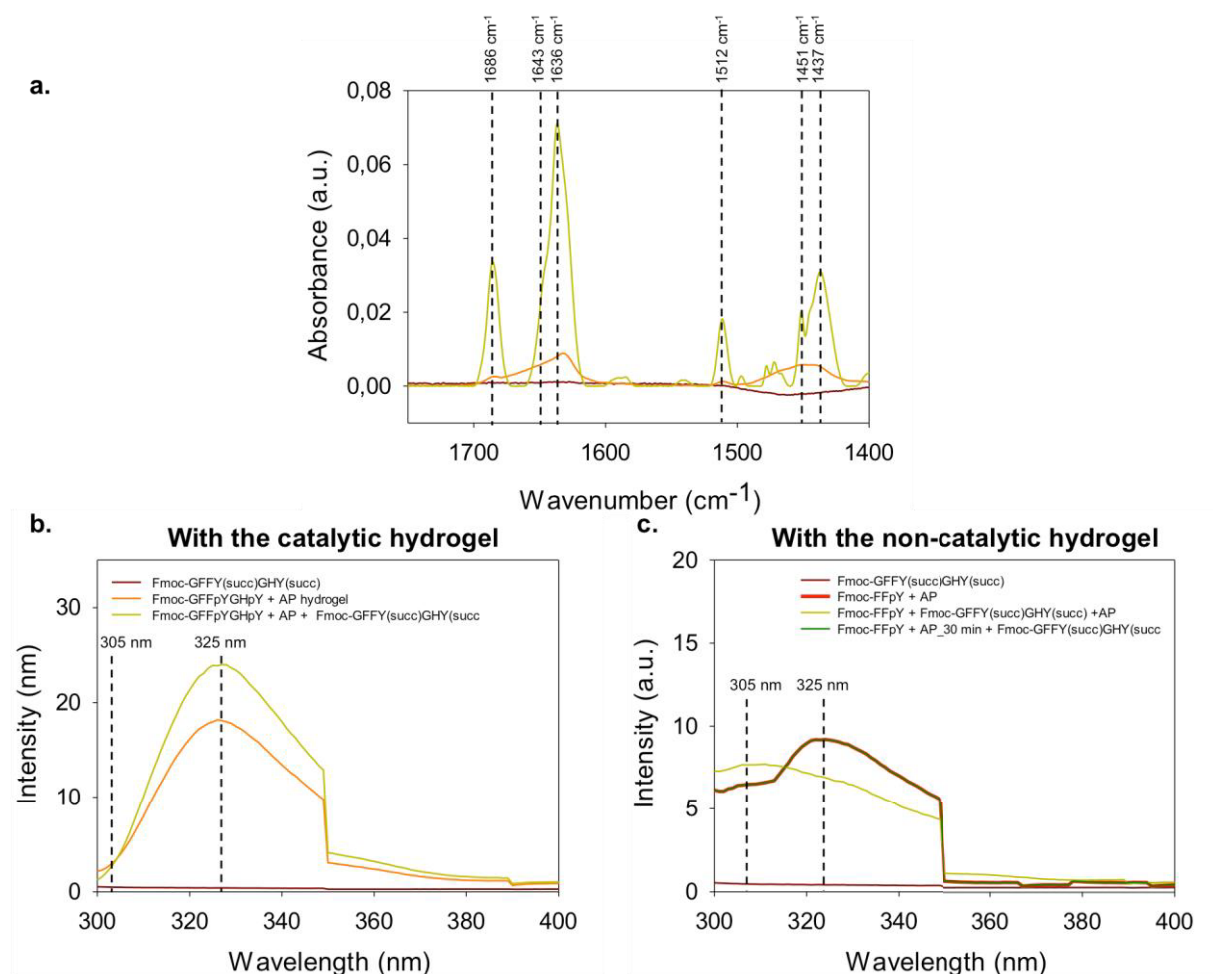 1686 cm-1
1643 cm-1
1636 cm-1
1512 cm-1
1451 cm-1
1437 cm-1
a.
0,08
0,06
0,04
0,02
0,00
Absorbance (a.u.)
1700 1600 1500 1400
Wavenumber (cm-1)
b.
With the catalytic hydrogel
Fmoc-GFFY(succ)GHY(succ)
Fmoc-GFFpYGHpY + AP hydrogel
Fmoc-GFFpYGHpY + AP + Fmoc-GFFY(succ)GHY(succ
305 nm 325 nm
30
20
10
0
Intensity (nm)
300 320 340 360 380 400
Wavelength (nm)
c.
With the non-catalytic hydrogel
Fmoc-GFFY(succ)GHY(succ)
Fmoc-FFpY + AP
Fmoc-FFpY + Fmoc-GFFY(succ)GHY(succ) +AP
Fmoc-FFpY + AP_30 min + Fmoc-GFFY(succ)GHY(succ
305 nm 325 nm
20
15
10
5
0
Intensity (a.u.)
300 320 340 360 380 400
Wavelength (nm)